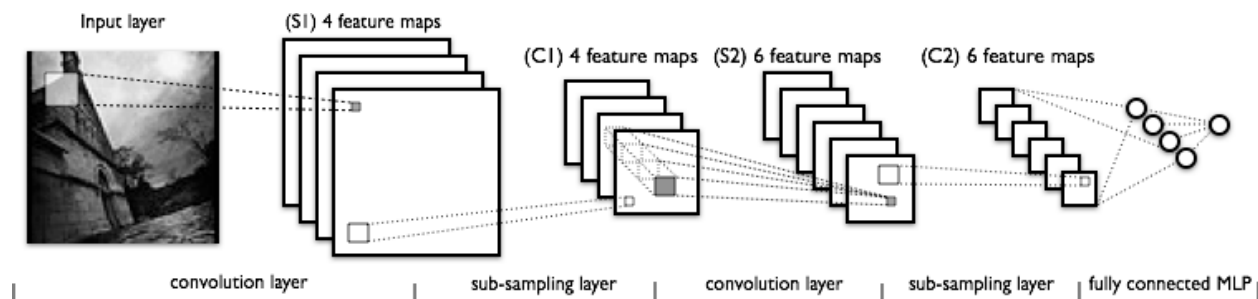 Input layer
(S1) 4 feature maps
(C1) 4 feature maps
(S2) 6 feature maps
(C2) 6 feature maps
convolution layer
sub-sampling layer
convolution layer
sub-sampling layer
fully connected MLP